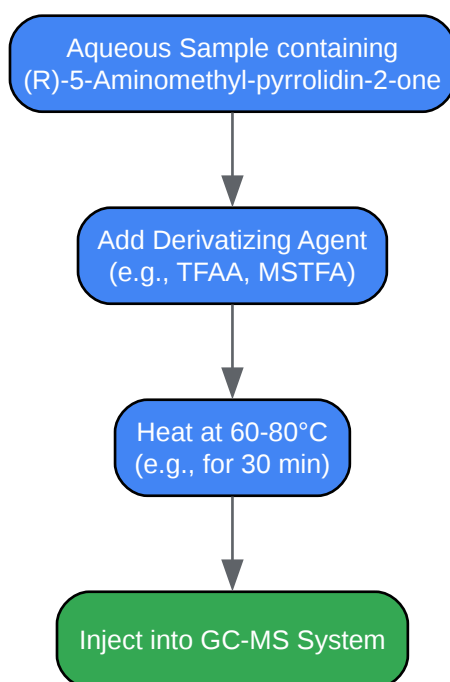 Aqueous Sample containing
(R)-5-Aminomethyl-pyrrolidin-2-one
Add Derivatizing Agent
(e.g., TFAA, MSTFA)
Heat at 60-80°C
(e.g., for 30 min)
Inject into GC-MS System